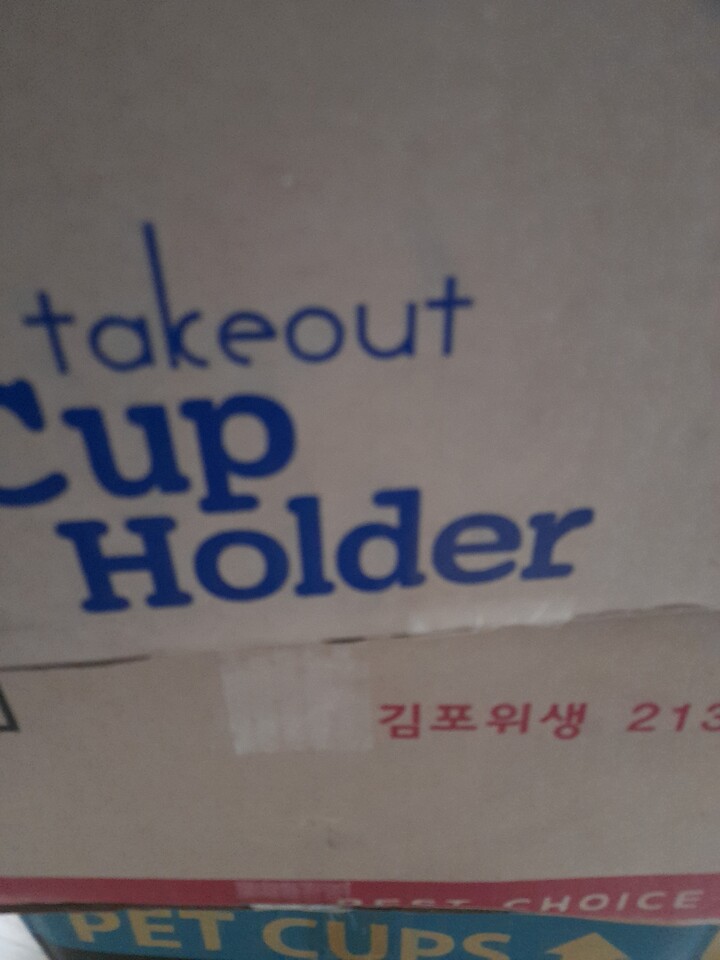 takeout
Cup
Holder
김포위생 213
BEST CHOICE
PET CUPS